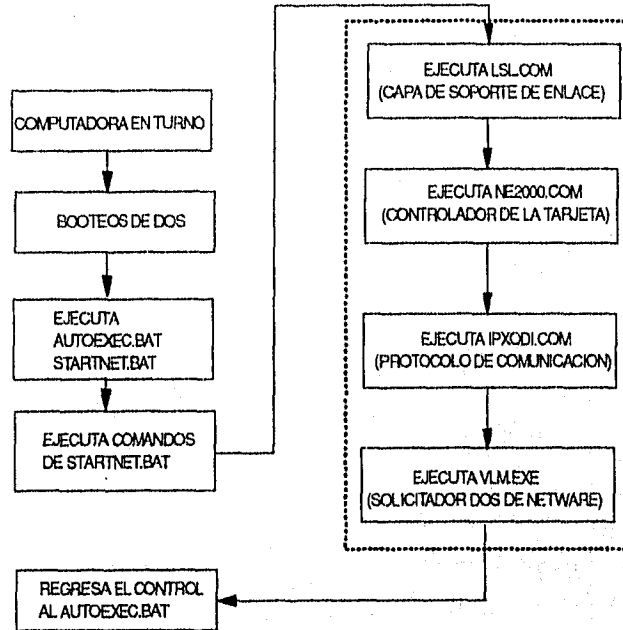 COMPUTADORA EN TURNO
BOOTEOS DE DOS
EJECUTA
AUTOEXEC.BAT
STARTNET.BAT
EJECUTA COMANDOS
DE STARTNET.BAT
EJECUTA LSL.COM
(CAPA DE SOPORTE DE ENLACE)
EJECUTA NE2000.COM
(CONTROLADOR DE LA TARJETA)
EJECUTA IPXODI.COM
(PROTOCOLO DE COMUNICACION)
EJECUTA VLM.EXE
(SOLICITADOR DOS DE NETWARE)
REGRESA EL CONTROL
AL AUTOEXEC.BAT